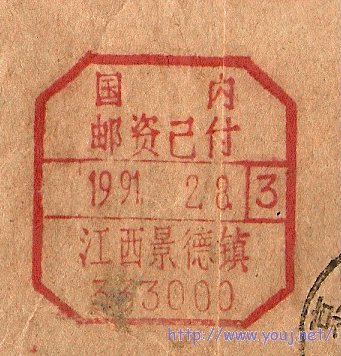 国 内
邮资已付
1991. 2.8. 3
江西景德镇
333000
http://www.youj.net/